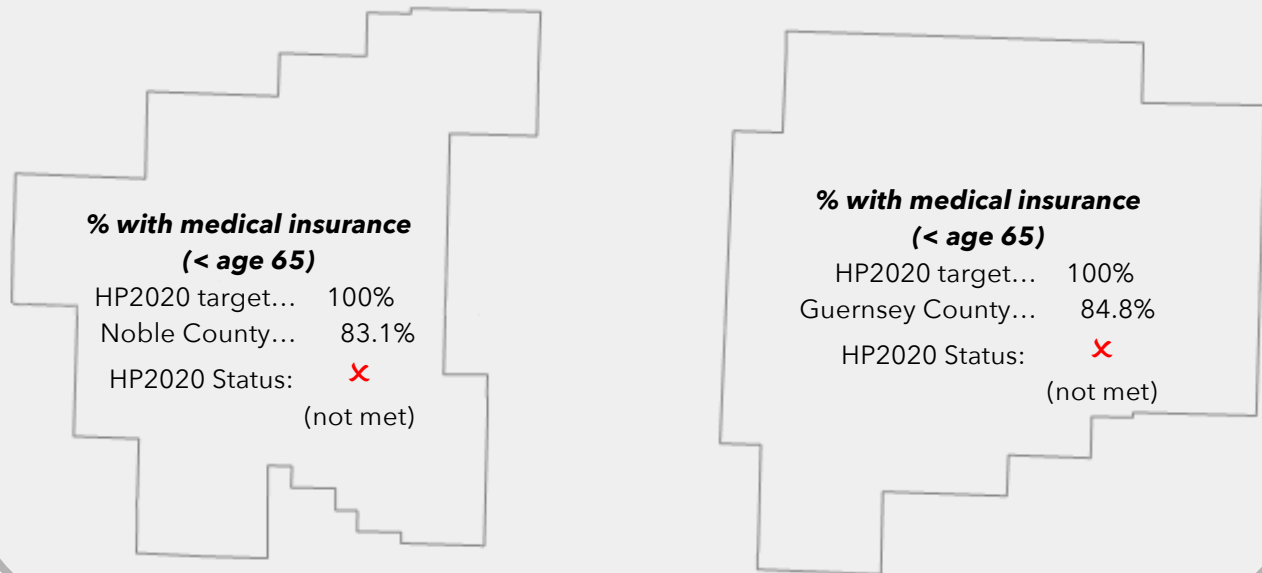 % with medical insurance
(< age 65)
HP2020 target… 100%
Noble County… 83.1%
HP2020 Status: ✗
(not met)
% with medical insurance
(< age 65)
HP2020 target… 100%
Guernsey County… 84.8%
HP2020 Status: ✗
(not met)